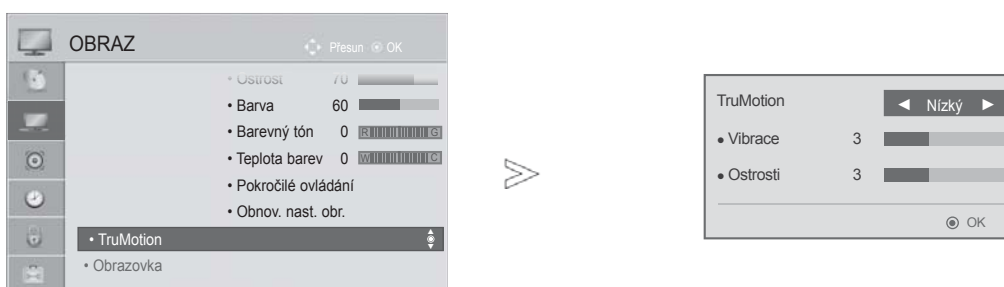 OBRAZ
Přesun OK
• Ostrost 70
• Barva 60
• Barevný tón 0 R G
• Teplota barev 0 W C
• Pokročilé ovládání
• Obnov. nast. obr.
• TruMotion
• Obrazovka
TruMotion ◄ Nízký ►
• Vibrace 3
• Ostrosti 3
OK